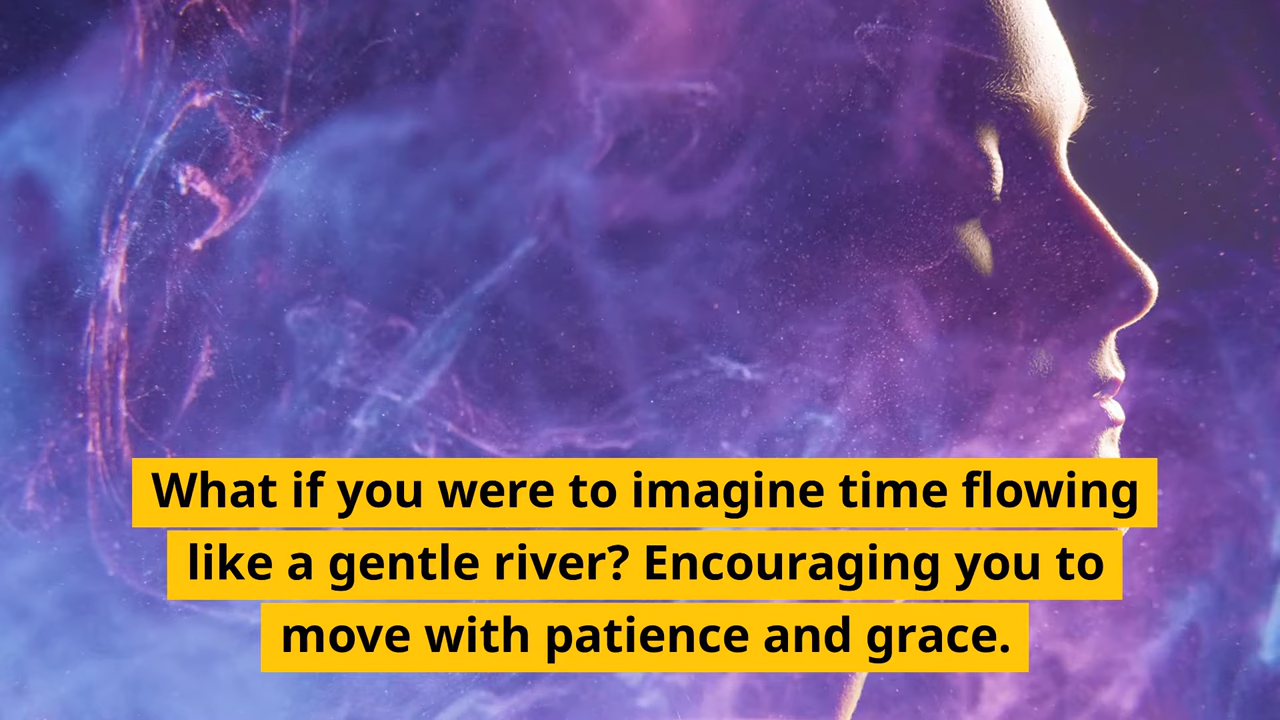 What if you were to imagine time flowing
like a gentle river? Encouraging you to
move with patience and grace.